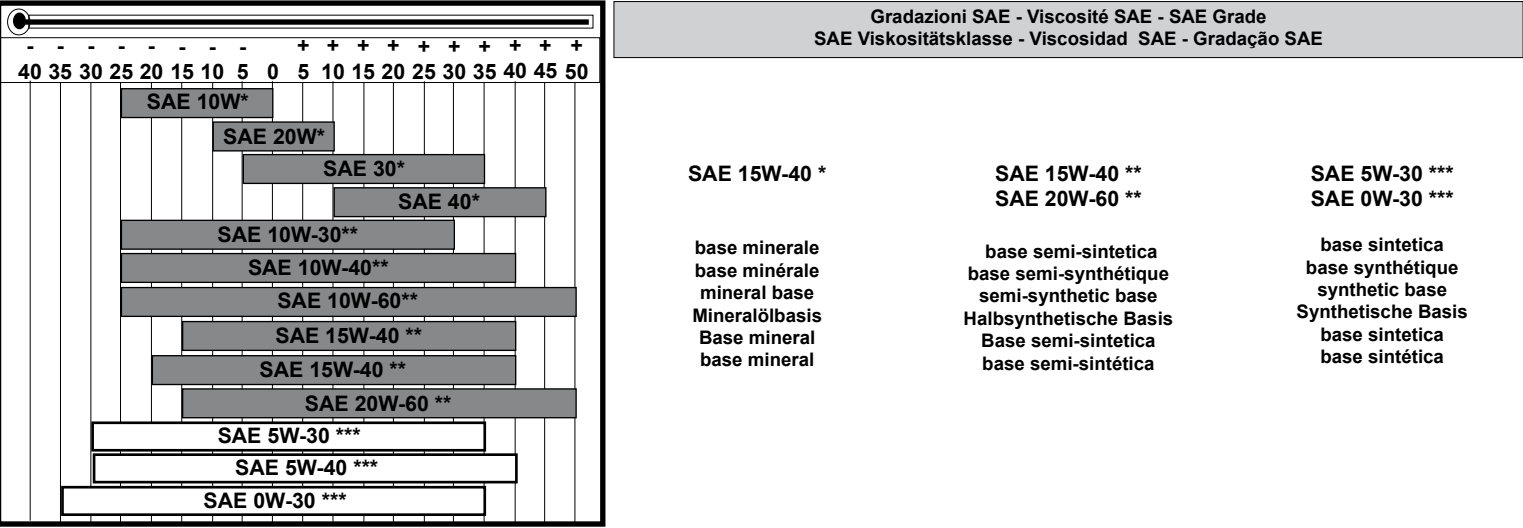 - - - - - - - - + + + + + + + + + +
40 35 30 25 20 15 10 5 0 5 10 15 20 25 30 35 40 45 50
SAE 10W*
SAE 20W*
SAE 30*
SAE 40*
SAE 10W-30**
SAE 10W-40**
SAE 10W-60**
SAE 15W-40 **
SAE 15W-40 **
SAE 20W-60 **
SAE 5W-30 ***
SAE 5W-40 ***
SAE 0W-30 ***
Gradazioni SAE - Viscosité SAE - SAE Grade
SAE Viskositätsklasse - Viscosidad SAE - Gradação SAE
SAE 15W-40 *
base minerale
base minérale
mineral base
Mineralölbasis
Base mineral
base mineral
SAE 15W-40 **
SAE 20W-60 **
base semi-sintetica
base semi-synthétique
semi-synthetic base
Halbsynthetische Basis
Base semi-sintetica
base semi-sintética
SAE 5W-30 ***
SAE 0W-30 ***
base sintetica
base synthétique
synthetic base
Synthetische Basis
base sintetica
base sintética